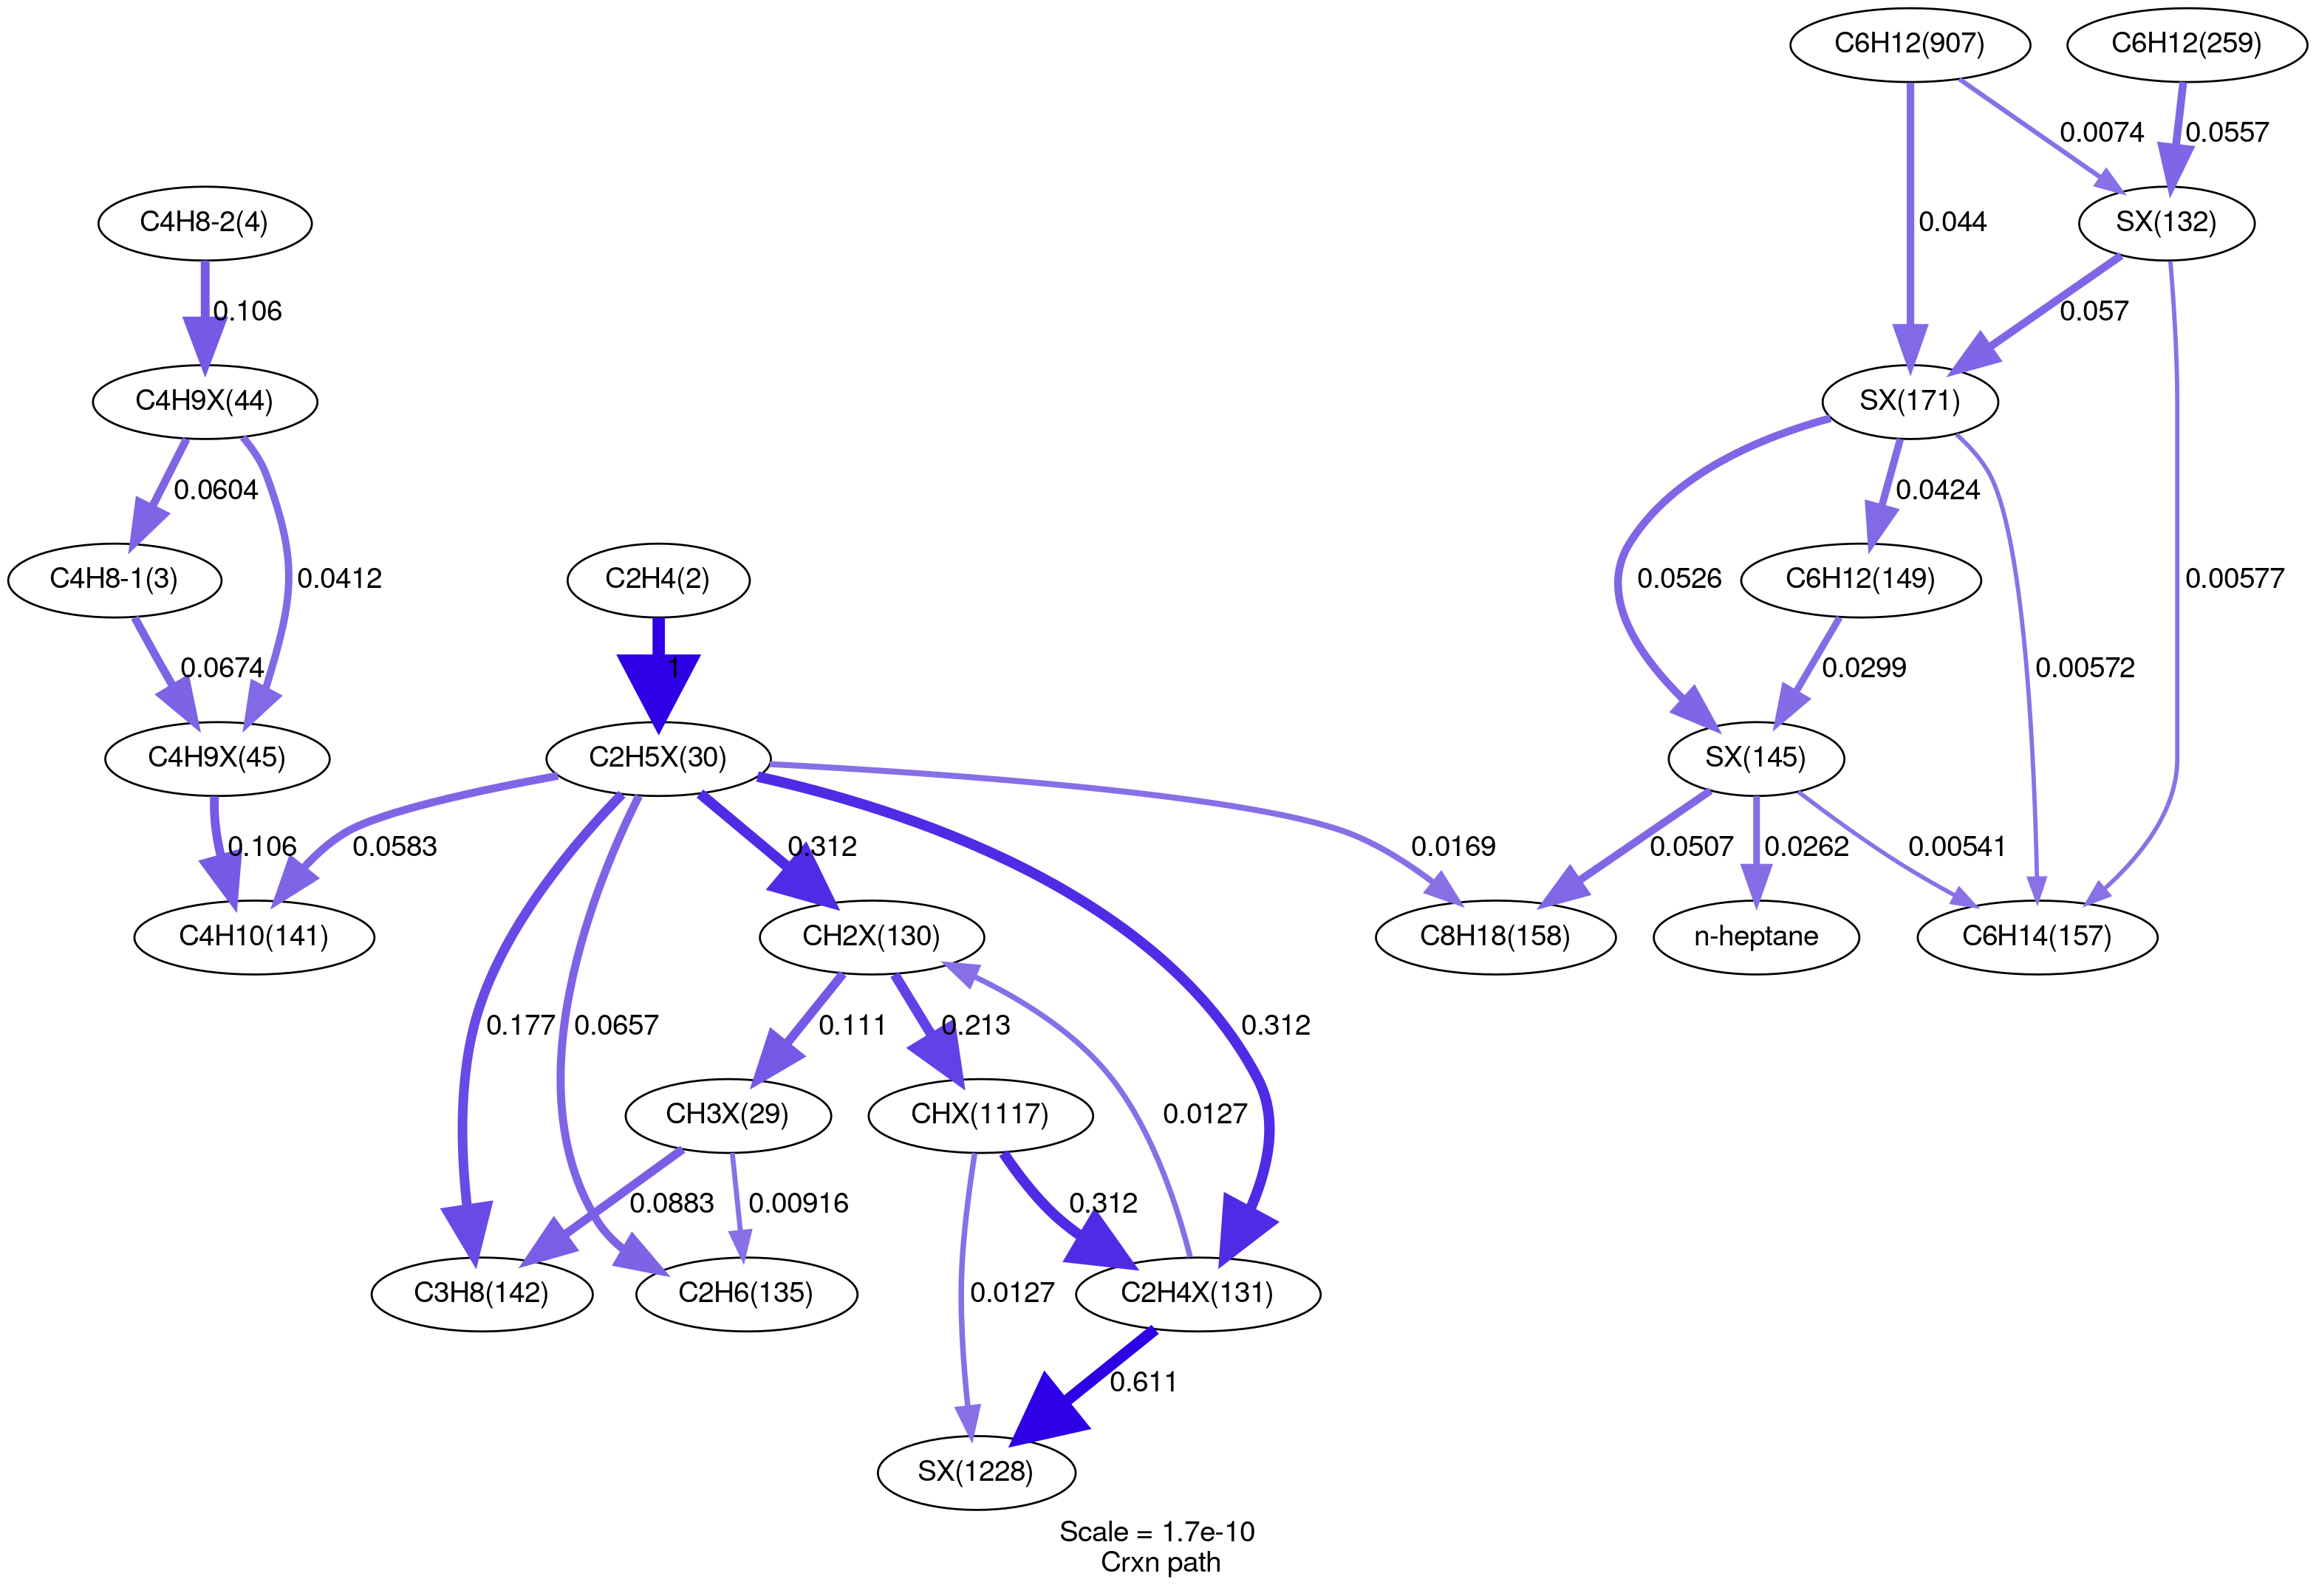 C6H12(907)
C6H12(259)
0.0074
0.0557
C4H8-2(4)
0.044
SX(132)
0.106
0.057
C4H9X(44)
SX(171)
0.0604
0.0424
C4H8-1(3)
0.0412
C2H4(2)
0.0526
C6H12(149)
0.00572
0.00577
0.0674
1
0.0299
C4H9X(45)
C2H5X(30)
SX(145)
0.106
0.0583
0.312
0.0169
0.0507
0.0262
0.00541
C4H10(141)
CH2X(130)
C8H18(158)
n-heptane
C6H14(157)
0.177
0.0657
0.111
0.213
0.312
CH3X(29)
CHX(1117)
0.0127
0.0883
0.00916
0.0127
0.312
C3H8(142)
C2H6(135)
C2H4X(131)
0.611
SX(1228)
Scale = 1.7e-10
Crxn path